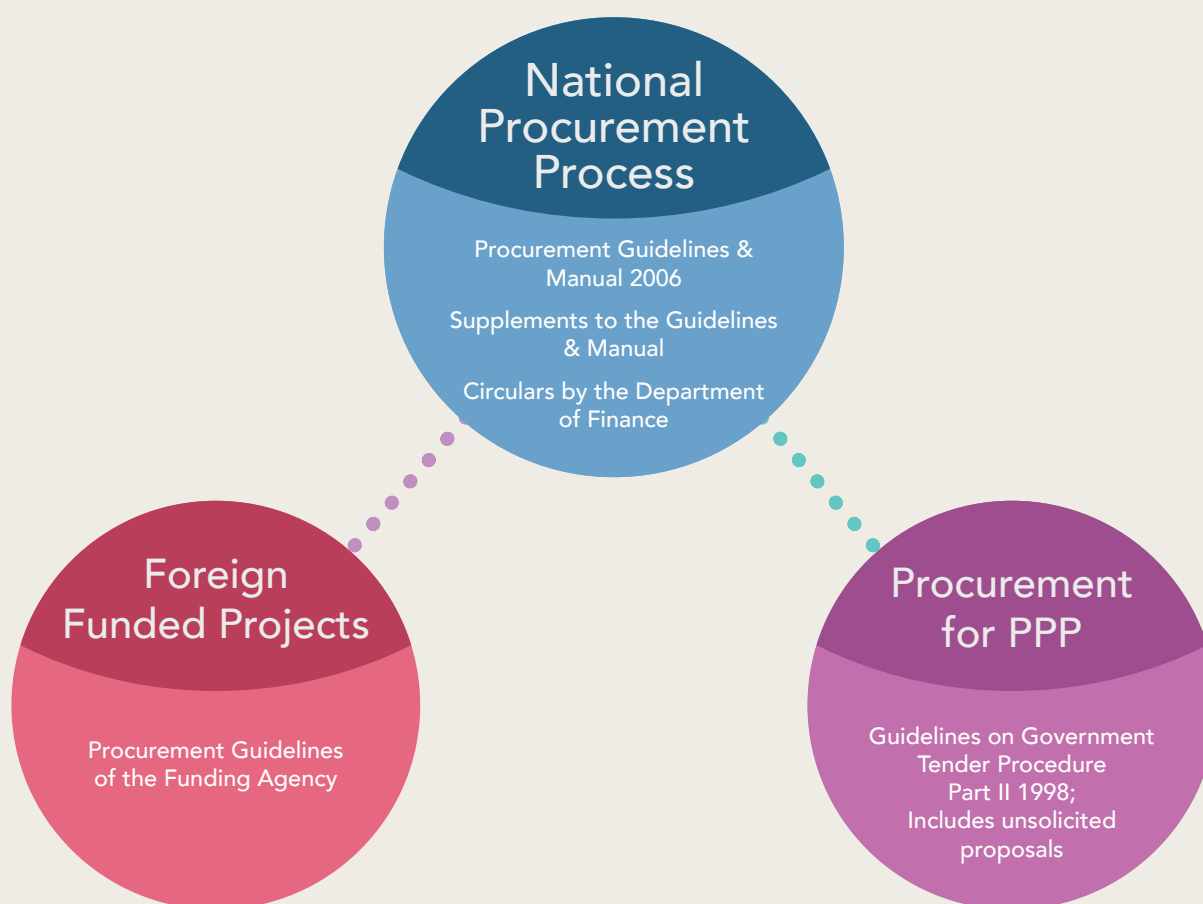 National
Procurement
Process
Procurement Guidelines &
Manual 2006
Supplements to the Guidelines
& Manual
Circulars by the Department
of Finance
Foreign
Funded Projects
Procurement Guidelines
of the Funding Agency
Procurement
for PPP
Guidelines on Government
Tender Procedure
Part II 1998;
Includes unsolicited
proposals